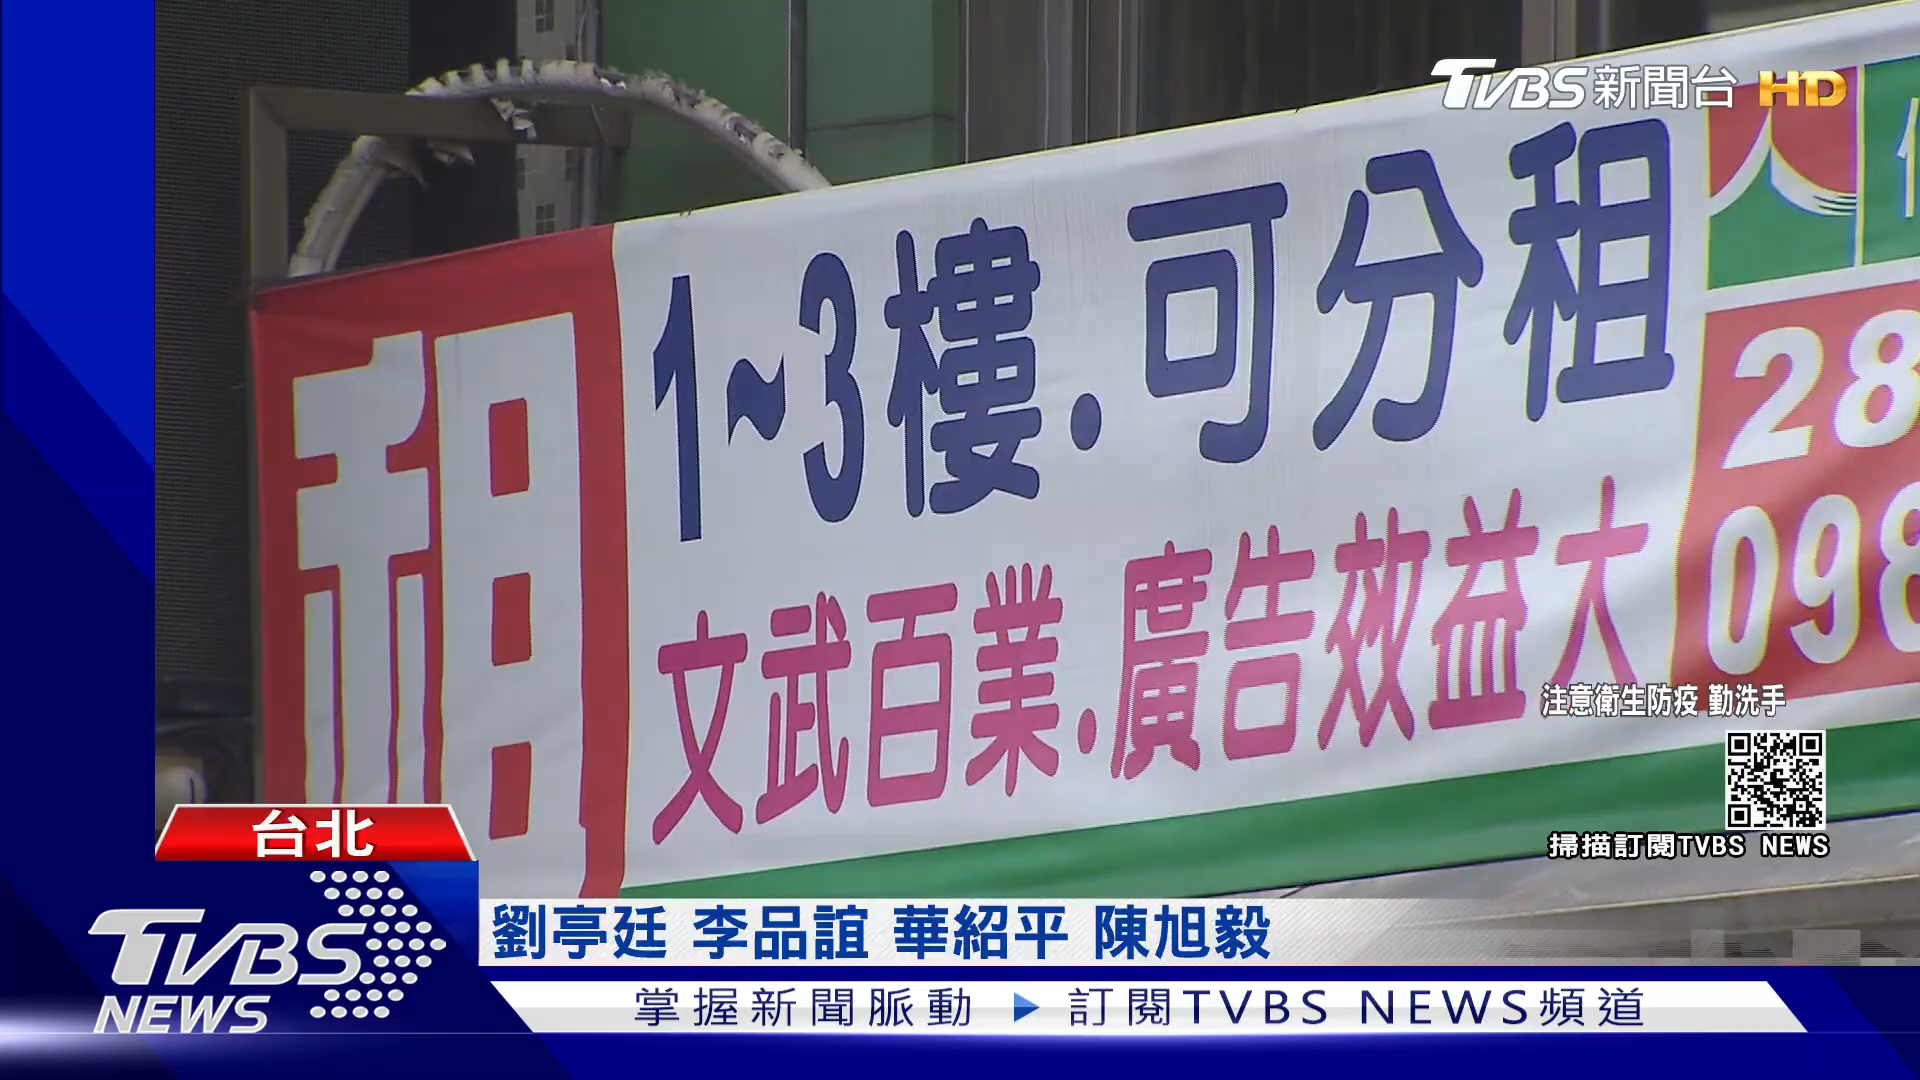 TVBS新聞台 HD
租
1~3樓.可分租
文武百業.廣告效益大
28
098
注意衛生防疫 勤洗手
掃描訂閱TVBS NEWS
台北
劉亭廷 李品誼 華紹平 陳旭毅
TVBS NEWS
掌握新聞脈動 ▶ 訂閱TVBS NEWS頻道